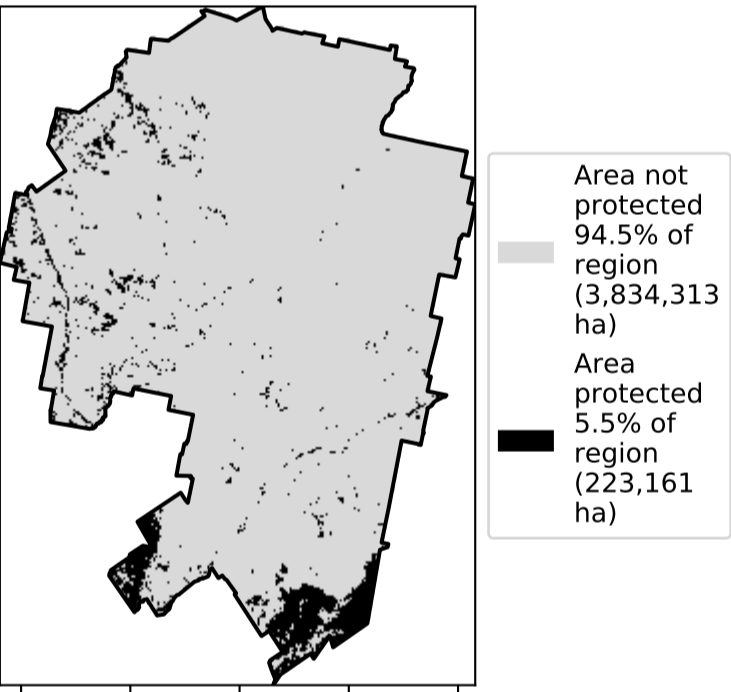 Area not
protected
94.5% of
region
(3,834,313
ha)
Area
protected
5.5% of
region
(223,161
ha)